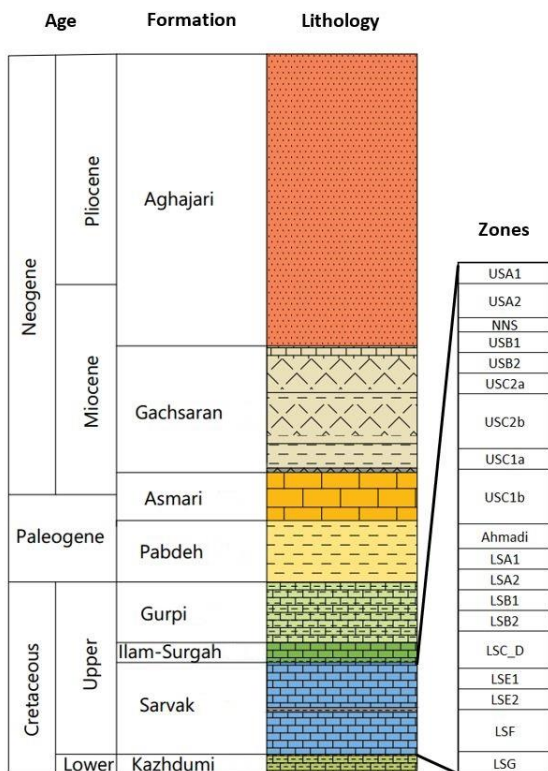 Age Formation Lithology
Neogene
Pliocene
Aghajari
Miocene
Gachsaran
Asmari
Paleogene
Pabdeh
Cretaceous
Upper
Gurpi
Ilam-Surgah
Sarvak
Lower
Kazhdumi
Zones
USA1
USA2
NNS
USB1
USB2
USC2a
USC2b
USC1a
USC1b
Ahmadi
LSA1
LSA2
LSB1
LSB2
LSC_D
LSE1
LSE2
LSF
LSG